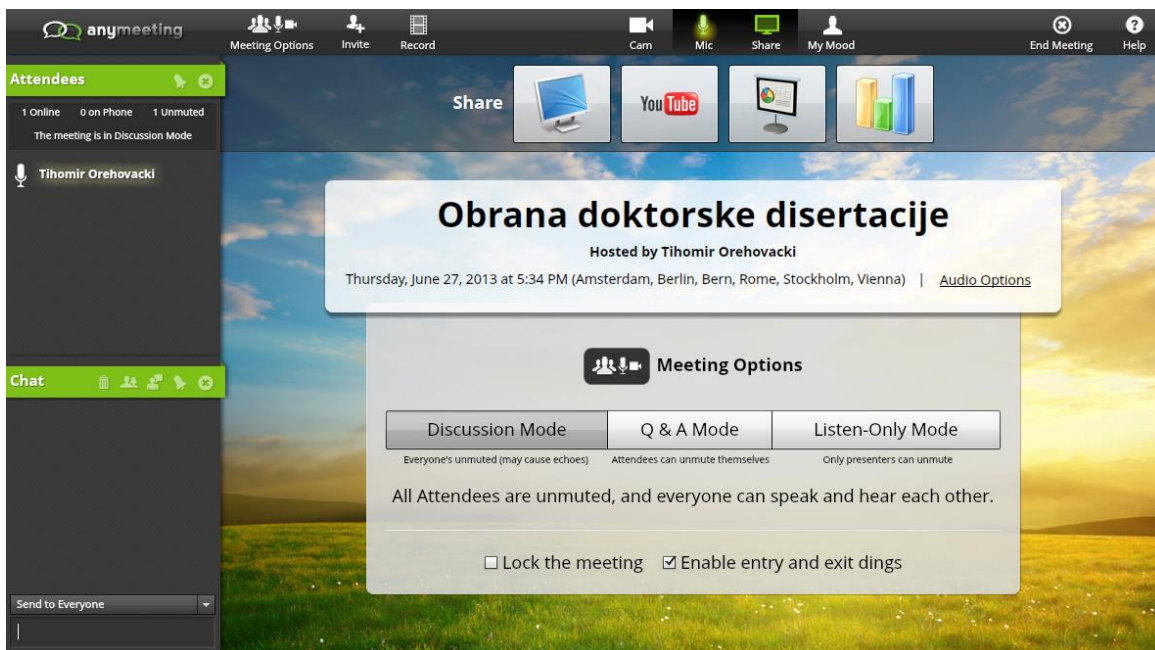 anymeeting
Meeting Options
Invite
Record
Cam
Mic
Share
My Mood
End Meeting
Help
Attendees
1 Online 0 on Phone 1 Unmuted
The meeting is in Discussion Mode
Tihomir Orehovacki
Share
You Tube
Obrana doktorske disertacije
Hosted by Tihomir Orehovacki
Thursday, June 27, 2013 at 5:34 PM (Amsterdam, Berlin, Bern, Rome, Stockholm, Vienna) | Audio Options
Meeting Options
Discussion Mode
Q & A Mode
Listen-Only Mode
Everyone's unmuted (may cause echoes)
Attendees can unmute themselves
Only presenters can unmute
All Attendees are unmuted, and everyone can speak and hear each other.
Lock the meeting
Enable entry and exit dings
Chat
Send to Everyone